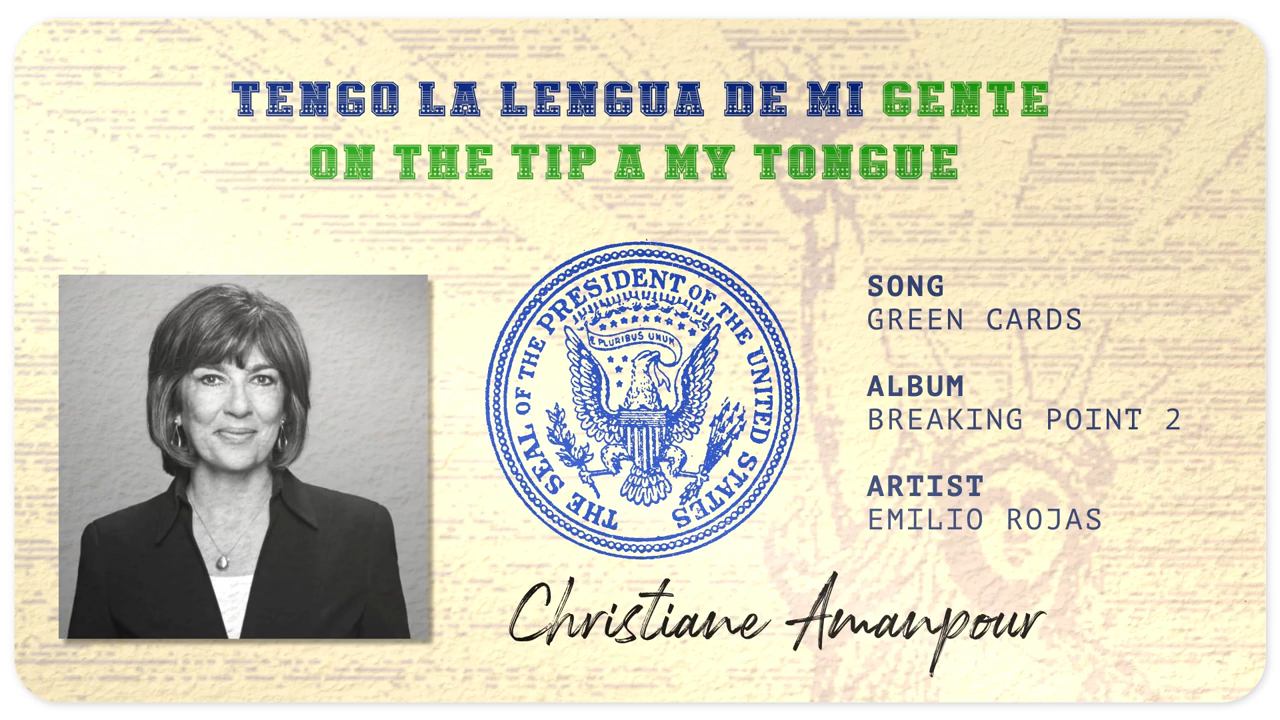 TENGO LA LENGUA DE MI GENTE
ON THE TIP A MY TONGUE
THE SEAL OF THE PRESIDENT OF THE UNITED STATES
E PLURIBUS UNUM
SONG
GREEN CARDS
ALBUM
BREAKING POINT 2
ARTIST
EMILIO ROJAS
Christiane Amanpour